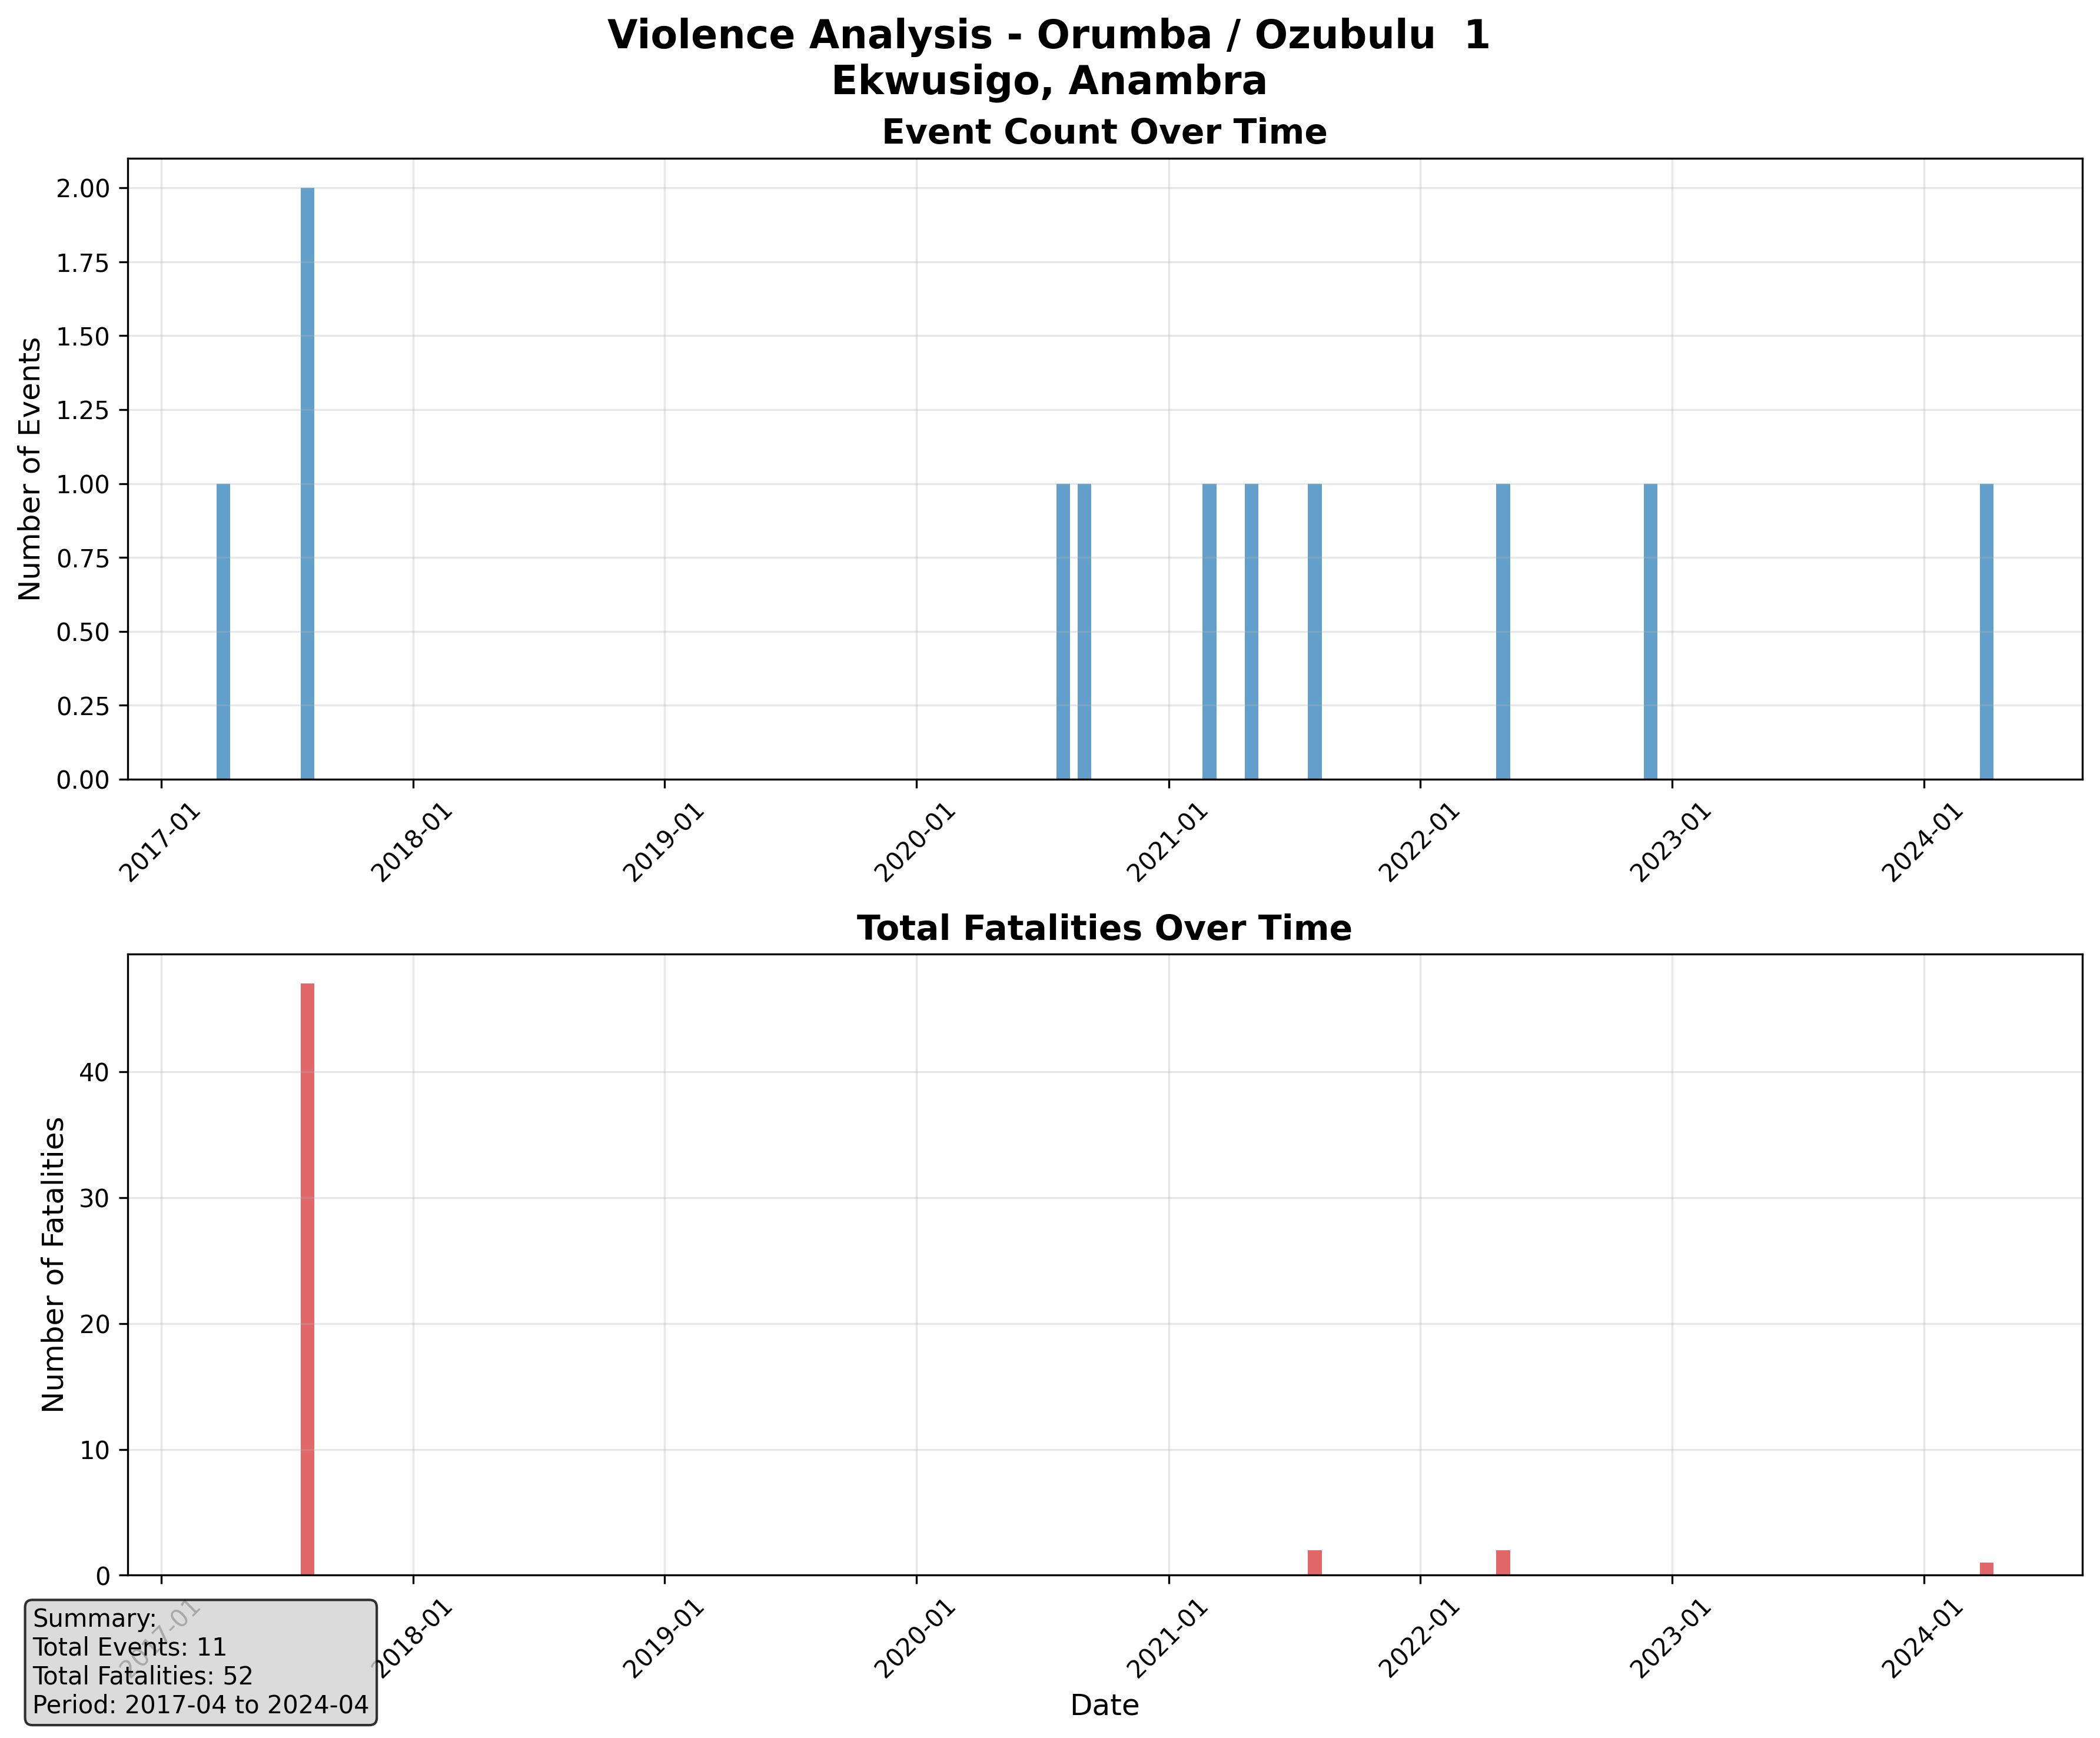 Violence Analysis - Orumba / Ozubulu  1
Ekwusigo, Anambra
Event Count Over Time
Number of Events
2.00
1.75
1.50
1.25
1.00
0.75
0.50
0.25
0.00
2017-01
2018-01
2019-01
2020-01
2021-01
2022-01
2023-01
2024-01
Total Fatalities Over Time
Number of Fatalities
40
30
20
10
0
2017-01
2018-01
2019-01
2020-01
2021-01
2022-01
2023-01
2024-01
Date
Summary:
Total Events: 11
Total Fatalities: 52
Period: 2017-04 to 2024-04